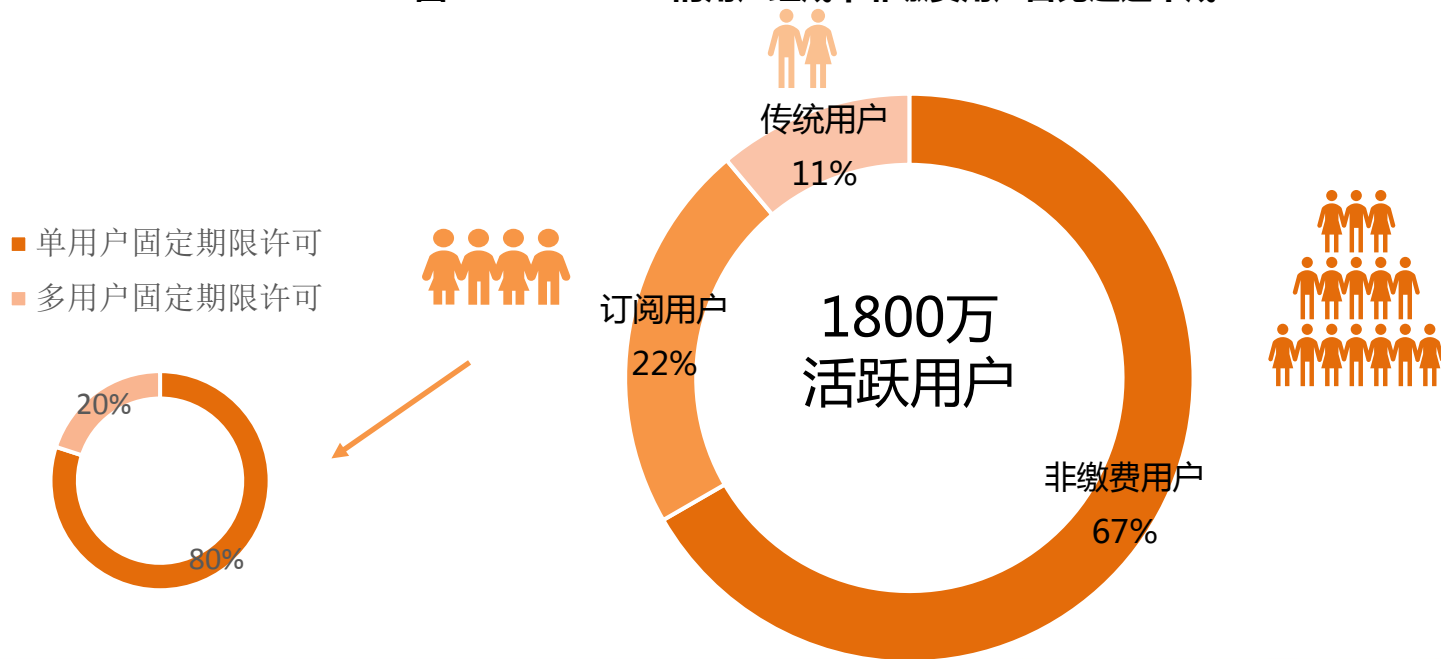 传统用户
11%
单用户固定期限许可
多用户固定期限许可
订阅用户
22%
1800万
活跃用户
20%
80%
非缴费用户
67%